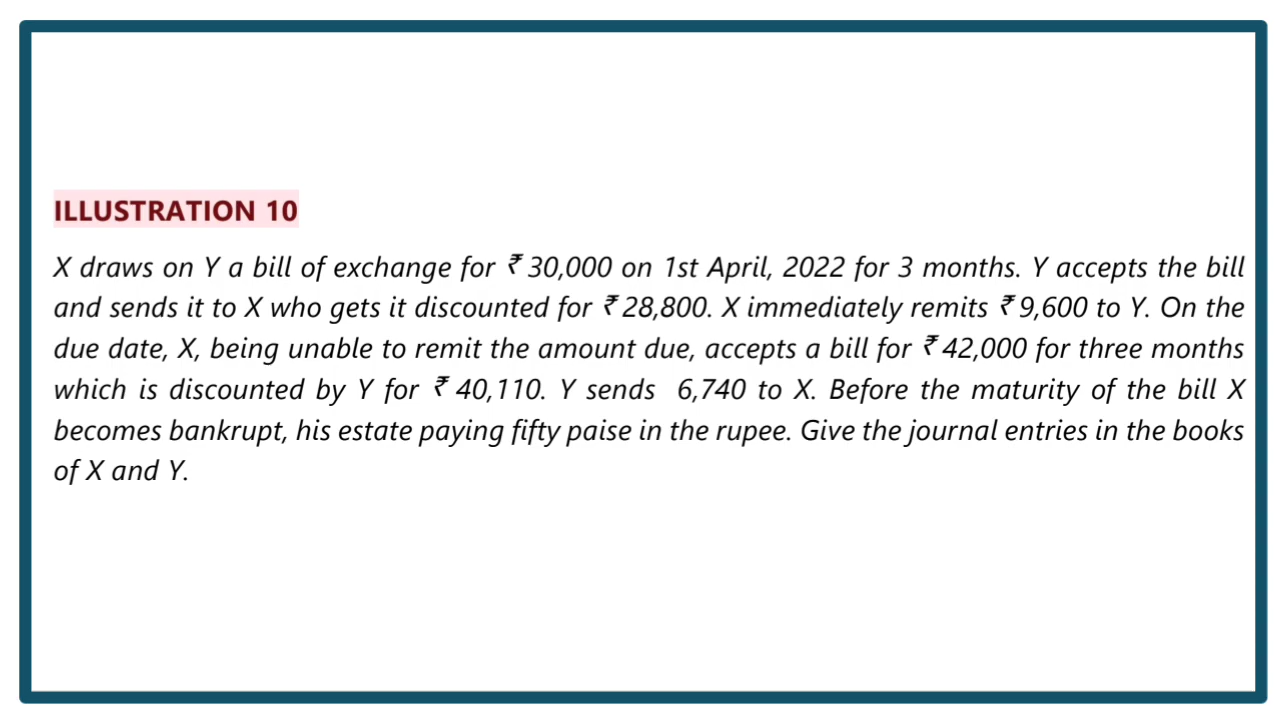 ILLUSTRATION 10
X draws on Y a bill of exchange for ₹ 30,000 on 1st April, 2022 for 3 months. Y accepts the bill
and sends it to X who gets it discounted for ₹ 28,800. X immediately remits ₹ 9,600 to Y. On the
due date, X, being unable to remit the amount due, accepts a bill for ₹ 42,000 for three months
which is discounted by Y for ₹ 40,110. Y sends 6,740 to X. Before the maturity of the bill X
becomes bankrupt, his estate paying fifty paise in the rupee. Give the journal entries in the books
of X and Y.